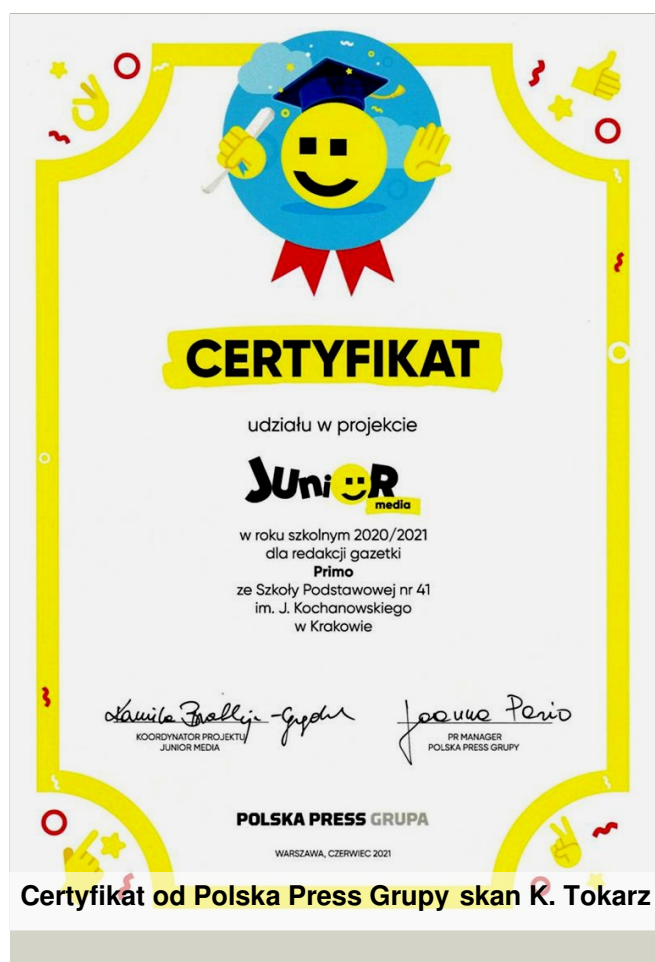 CERTYFIKAT
udziału w projekcie
JUNIOR
media
w roku szkolnym 2020/2021
dla redakcji gazetki
Primo
ze Szkoły Podstawowej nr 41
im. J. Kochanowskiego
w Krakowie
KOORDYNATOR PROJEKTU
JUNIOR MEDIA
Joanna
PR MANAGER
POLSKA PRESS GRUPY
POLSKA PRESS GRUPA
WARSZAWA, CZERWIEC 2021
Certyfikat od Polska Press Grupy skan K. Tokarz